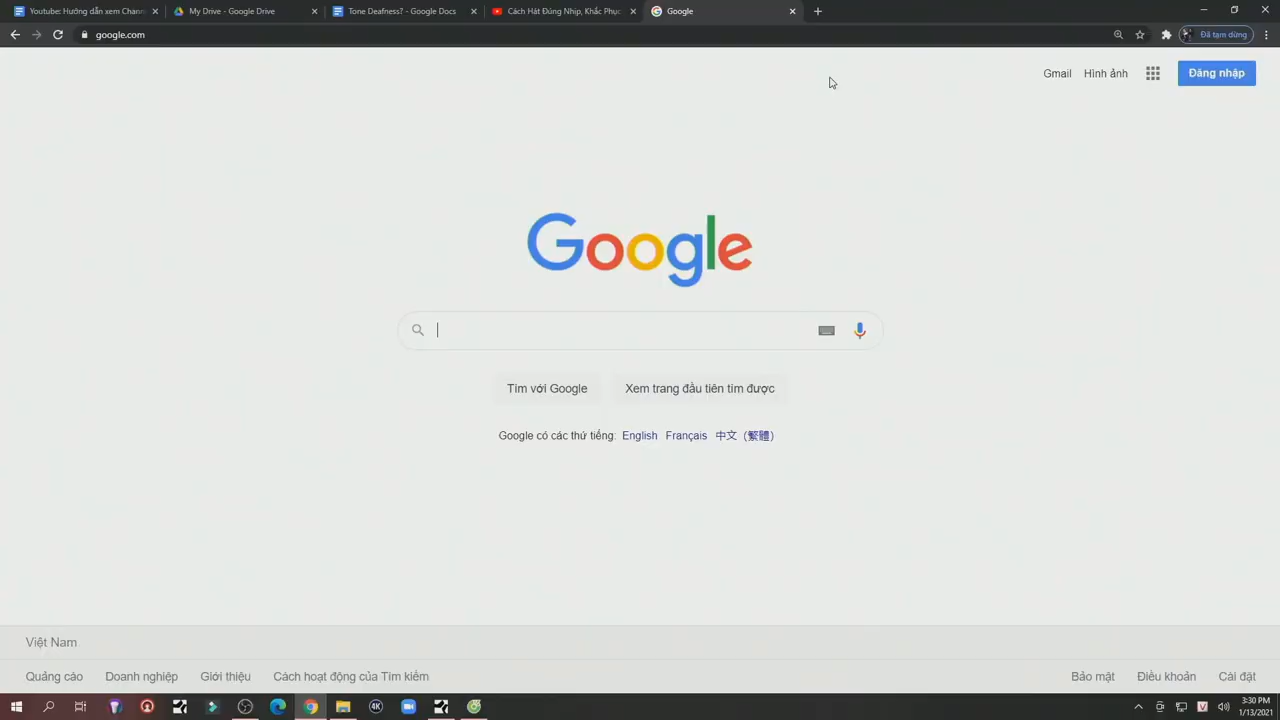 Youtube: Hướng dẫn xem Chann
My Drive - Google Drive
Tone Deafness? - Google Docs
Cách Hát Đúng Nhịp, Khắc Phục
Google
google.com
Đã tạm dừng
Gmail
Hình ảnh
Đăng nhập
Google
Tìm với Google
Xem trang đầu tiên tìm được
Google có các thứ tiếng: English Français 中文（繁體）
Việt Nam
Quảng cáo
Doanh nghiệp
Giới thiệu
Cách hoạt động của Tìm kiếm
Bảo mật
Điều khoản
Cài đặt
4K
V
3:30 PM
1/13/2021